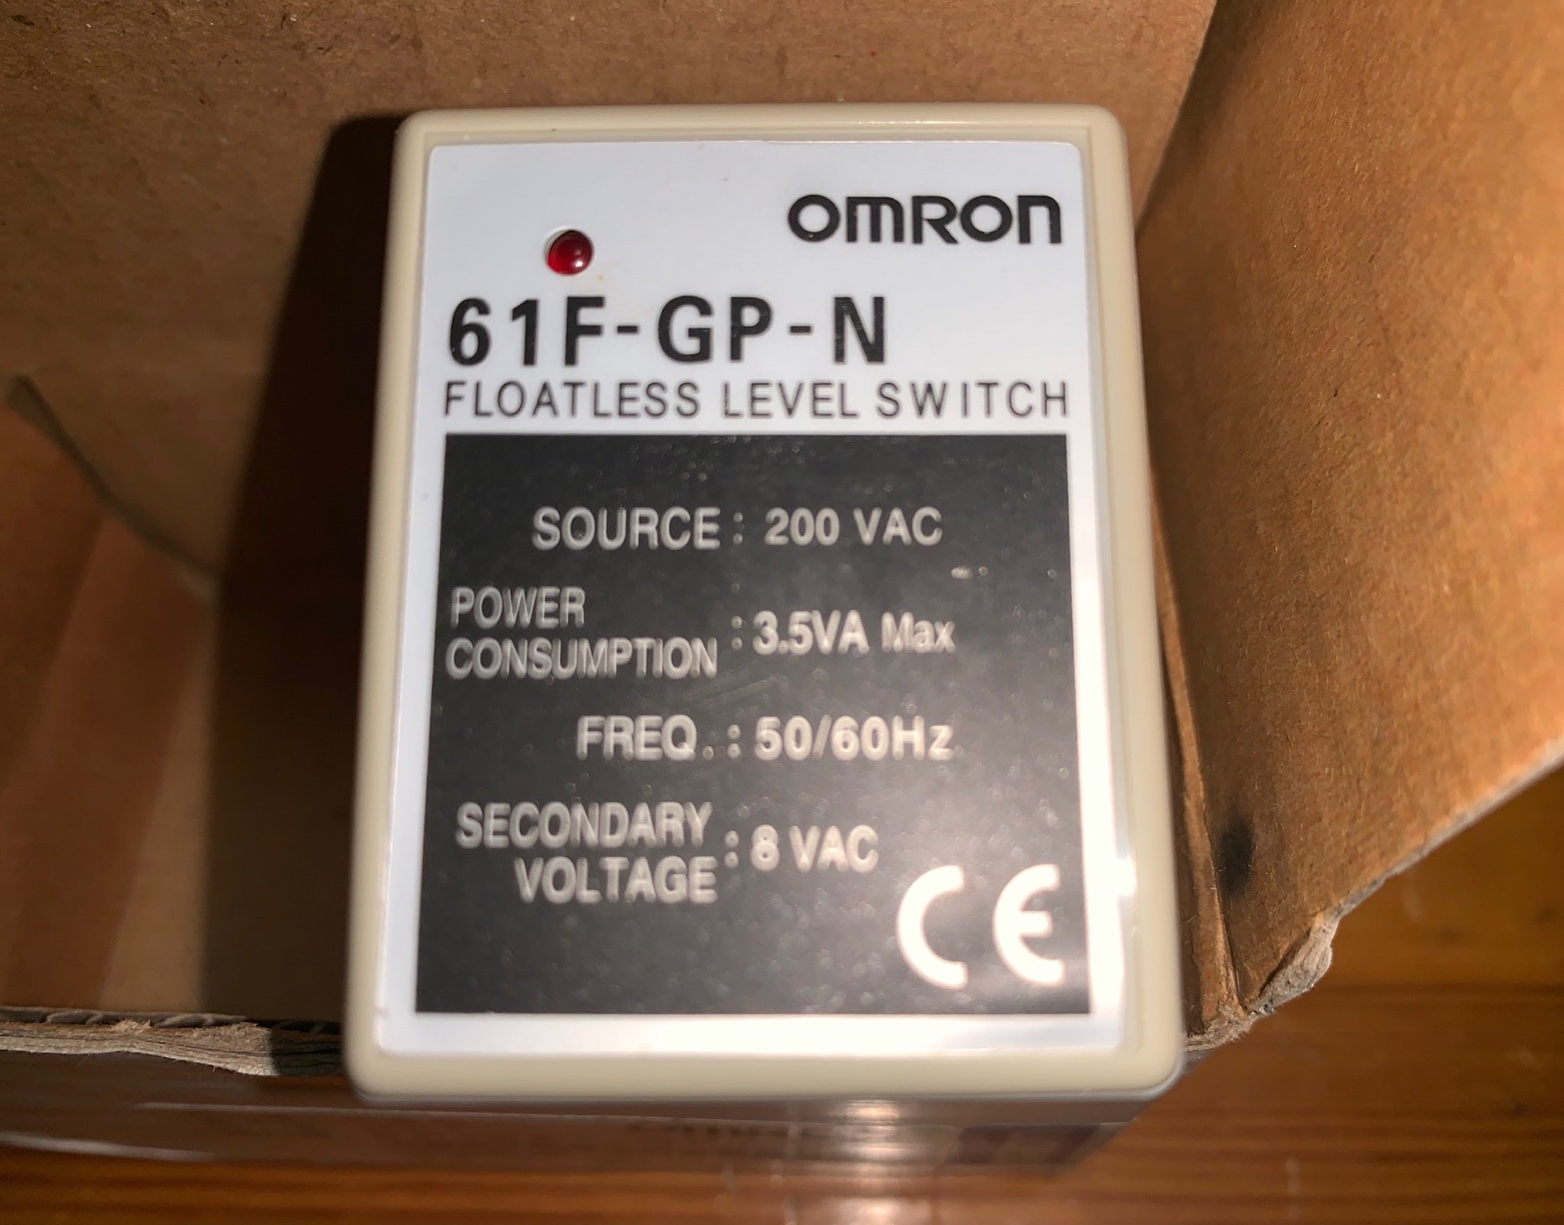 OMRON
61F-GP-N
FLOATLESS LEVEL SWITCH
SOURCE : 200 VAC
POWER
CONSUMPTION : 3.5VA Max
FREQ. : 50/60Hz
SECONDARY
VOLTAGE : 8 VAC
CE